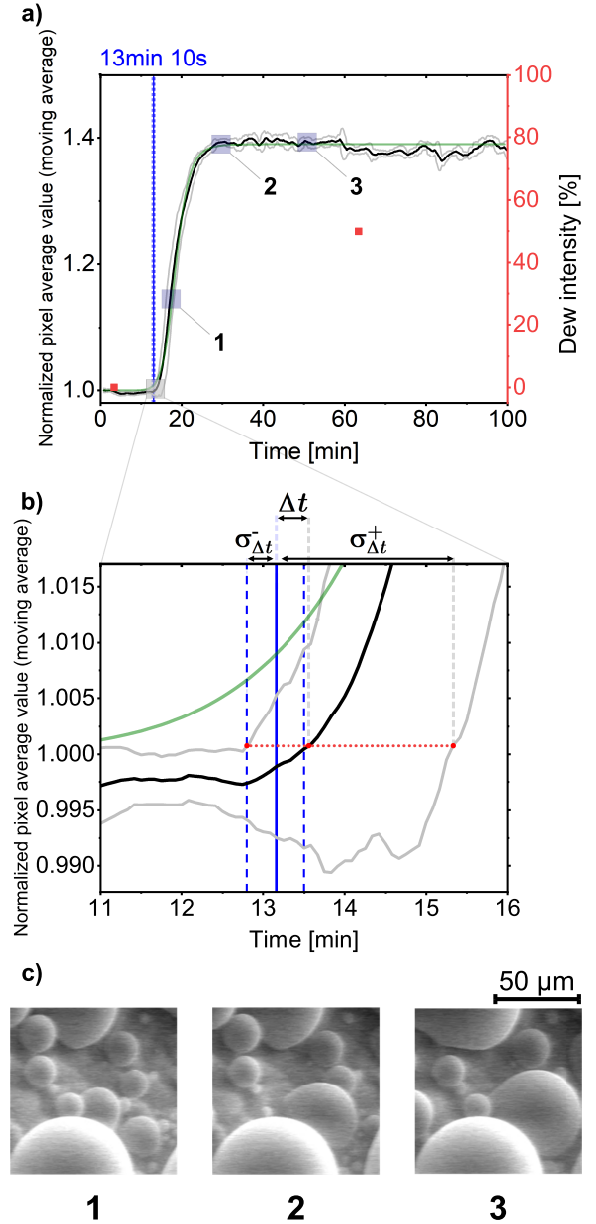 a)
13min 10s
Normalized pixel average value (moving average)
1.4
1.2
1.0
100
80
60
40
20
0
Dew intensity [%]
1
2
3
0
20
40
60
80
100
Time [min]
b)
Δt
σ⁻Δt
σ⁺Δt
Normalized pixel average value (moving average)
1.015
1.010
1.005
1.000
0.995
0.990
11
12
13
14
15
16
Time [min]
c)
50 µm
1
2
3